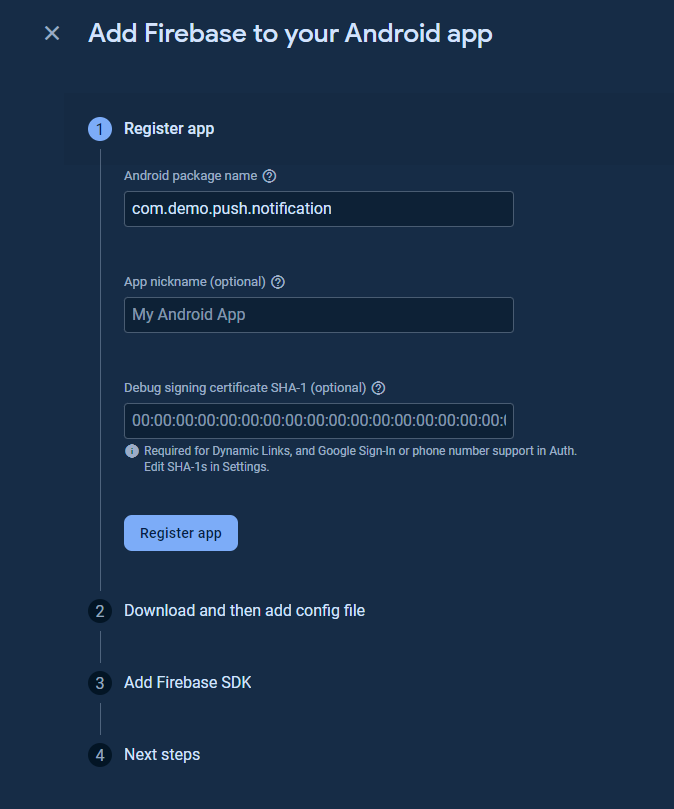 Add Firebase to your Android app
1 Register app
Android package name
com.demo.push.notification
App nickname (optional)
My Android App
Debug signing certificate SHA-1 (optional)
00:00:00:00:00:00:00:00:00:00:00:00:00:00:00:00:00:
Required for Dynamic Links, and Google Sign-In or phone number support in Auth.
Edit SHA-1s in Settings.
Register app
2 Download and then add config file
3 Add Firebase SDK
4 Next steps